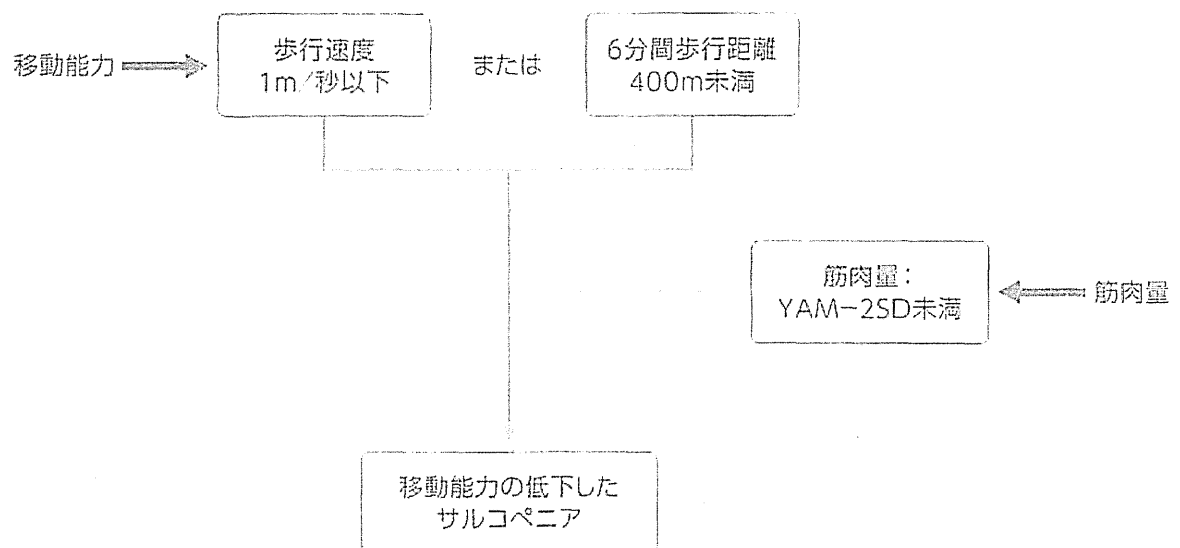 移動能力
歩行速度
1m/秒以下
または
6分間歩行距離
400m未満
筋肉量:
YAM-2SD未満
筋肉量
移動能力の低下した
サルコペニア